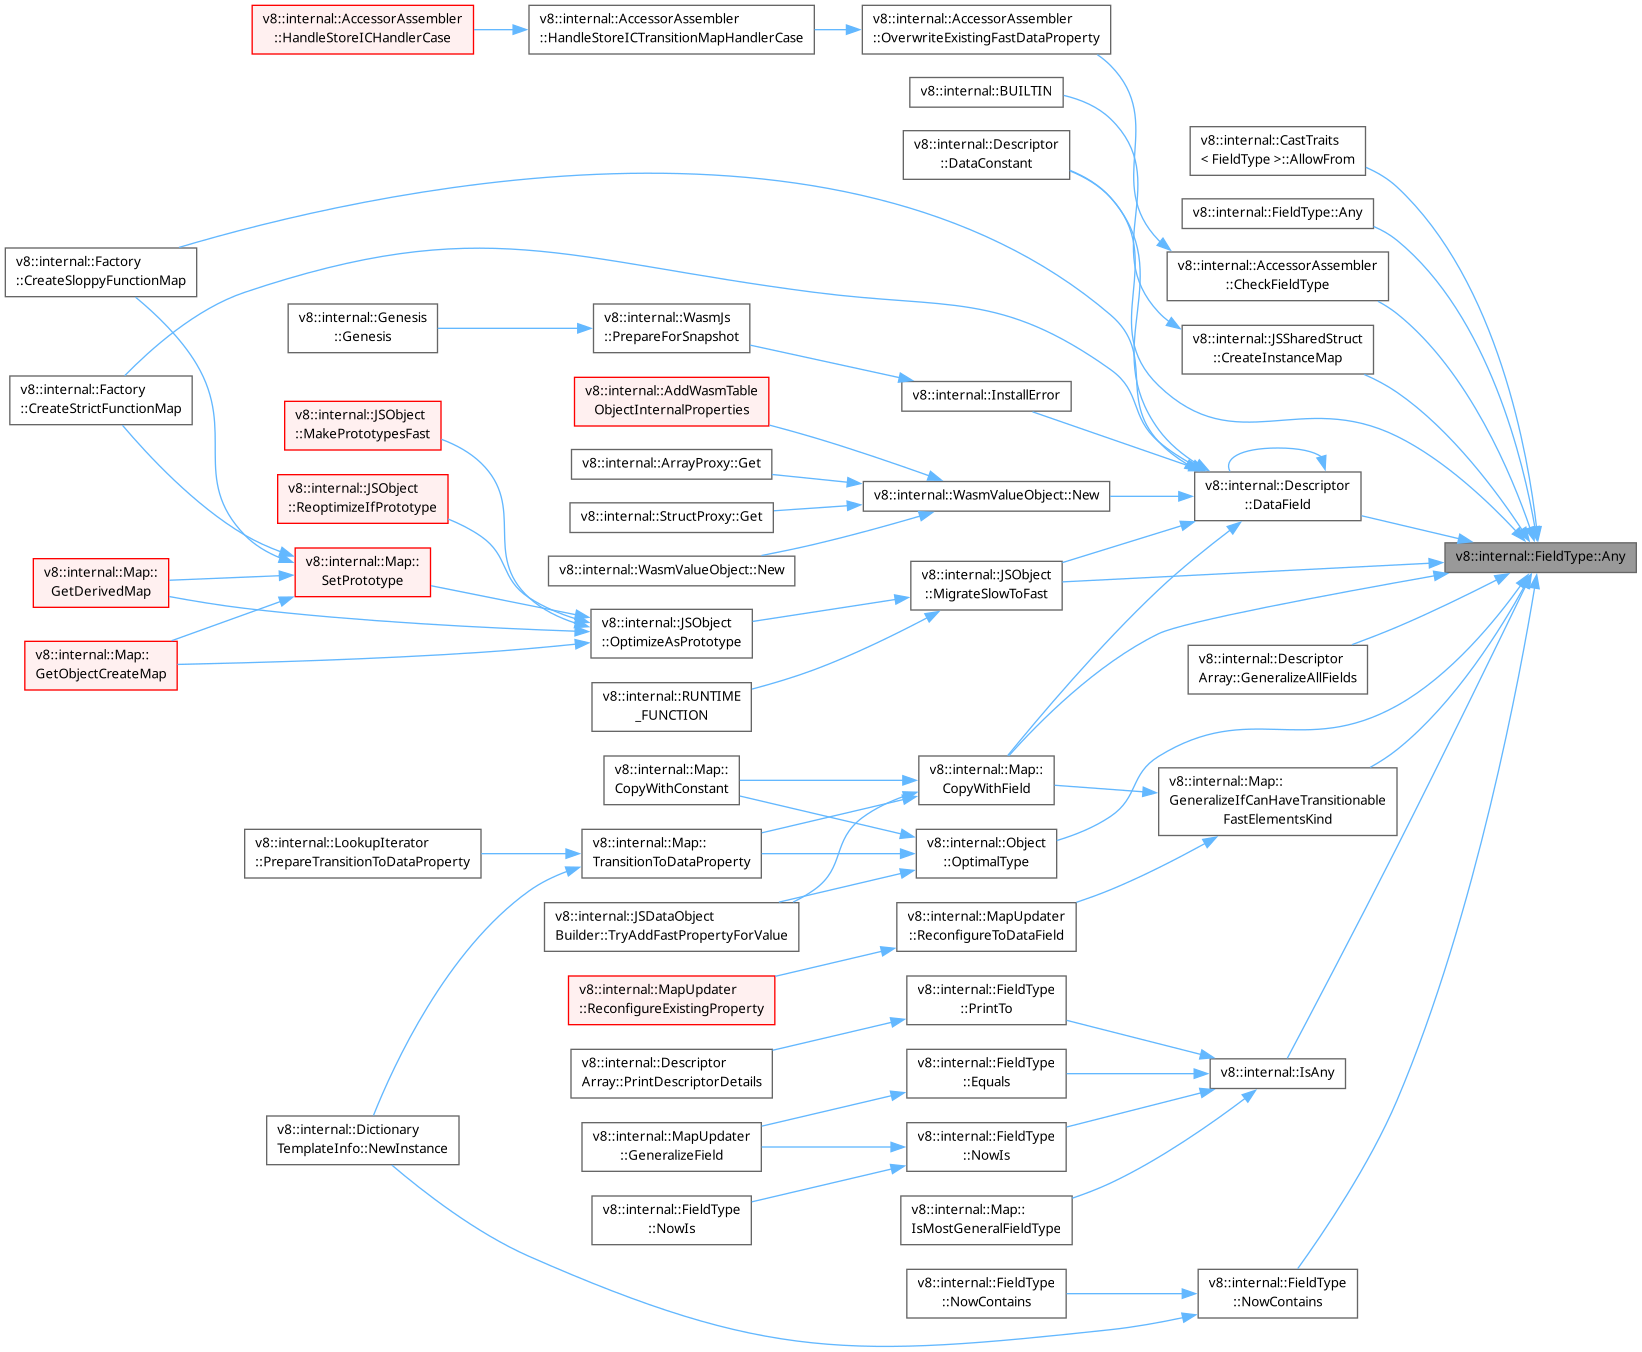 v8::internal::AccessorAssembler
::HandleStoreICHandlerCase
v8::internal::AccessorAssembler
::HandleStoreICTransitionMapHandlerCase
v8::internal::AccessorAssembler
::OverwriteExistingFastDataProperty
v8::internal::BUILTIN
v8::internal::Descriptor
::DataConstant
v8::internal::CastTraits
< FieldType >::AllowFrom
v8::internal::FieldType::Any
v8::internal::Factory
::CreateSloppyFunctionMap
v8::internal::AccessorAssembler
::CheckFieldType
v8::internal::Genesis
::Genesis
v8::internal::WasmJs
::PrepareForSnapshot
v8::internal::JSSharedStruct
::CreateInstanceMap
v8::internal::Factory
::CreateStrictFunctionMap
v8::internal::AddWasmTable
ObjectInternalProperties
v8::internal::InstallError
v8::internal::JSObject
::MakePrototypesFast
v8::internal::ArrayProxy::Get
v8::internal::JSObject
::ReoptimizeIfPrototype
v8::internal::StructProxy::Get
v8::internal::WasmValueObject::New
v8::internal::Descriptor
::DataField
v8::internal::FieldType::Any
v8::internal::Map::
GetDerivedMap
v8::internal::Map::
SetPrototype
v8::internal::WasmValueObject::New
v8::internal::JSObject
::MigrateSlowToFast
v8::internal::Map::
GetObjectCreateMap
v8::internal::JSObject
::OptimizeAsPrototype
v8::internal::Descriptor
Array::GeneralizeAllFields
v8::internal::RUNTIME
_FUNCTION
v8::internal::Map::
CopyWithConstant
v8::internal::Map::
CopyWithField
v8::internal::Map::
GeneralizeIfCanHaveTransitionable
FastElementsKind
v8::internal::LookupIterator
::PrepareTransitionToDataProperty
v8::internal::Map::
TransitionToDataProperty
v8::internal::Object
::OptimalType
v8::internal::JSDataObject
Builder::TryAddFastPropertyForValue
v8::internal::MapUpdater
::ReconfigureToDataField
v8::internal::MapUpdater
::ReconfigureExistingProperty
v8::internal::FieldType
::PrintTo
v8::internal::Descriptor
Array::PrintDescriptorDetails
v8::internal::FieldType
::Equals
v8::internal::IsAny
v8::internal::Dictionary
TemplateInfo::NewInstance
v8::internal::MapUpdater
::GeneralizeField
v8::internal::FieldType
::NowIs
v8::internal::FieldType
::NowIs
v8::internal::Map::
IsMostGeneralFieldType
v8::internal::FieldType
::NowContains
v8::internal::FieldType
::NowContains